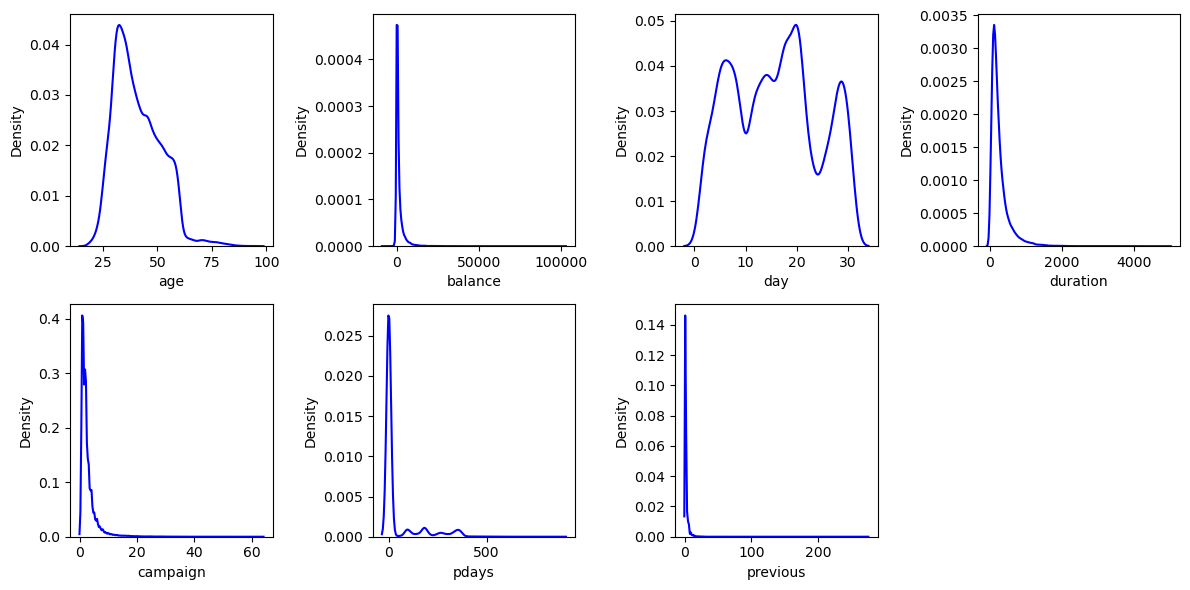 Density
0.04
0.03
0.02
0.01
0.00
25 50 75 100
age
Density
0.0004
0.0003
0.0002
0.0001
0.0000
0 50000 100000
balance
Density
0.05
0.04
0.03
0.02
0.01
0.00
0 10 20 30
day
Density
0.0035
0.0030
0.0025
0.0020
0.0015
0.0010
0.0005
0.0000
0 2000 4000
duration
Density
0.4
0.3
0.2
0.1
0.0
0 20 40 60
campaign
Density
0.025
0.020
0.015
0.010
0.005
0.000
0 500
pdays
Density
0.14
0.12
0.10
0.08
0.06
0.04
0.02
0.00
0 100 200
previous